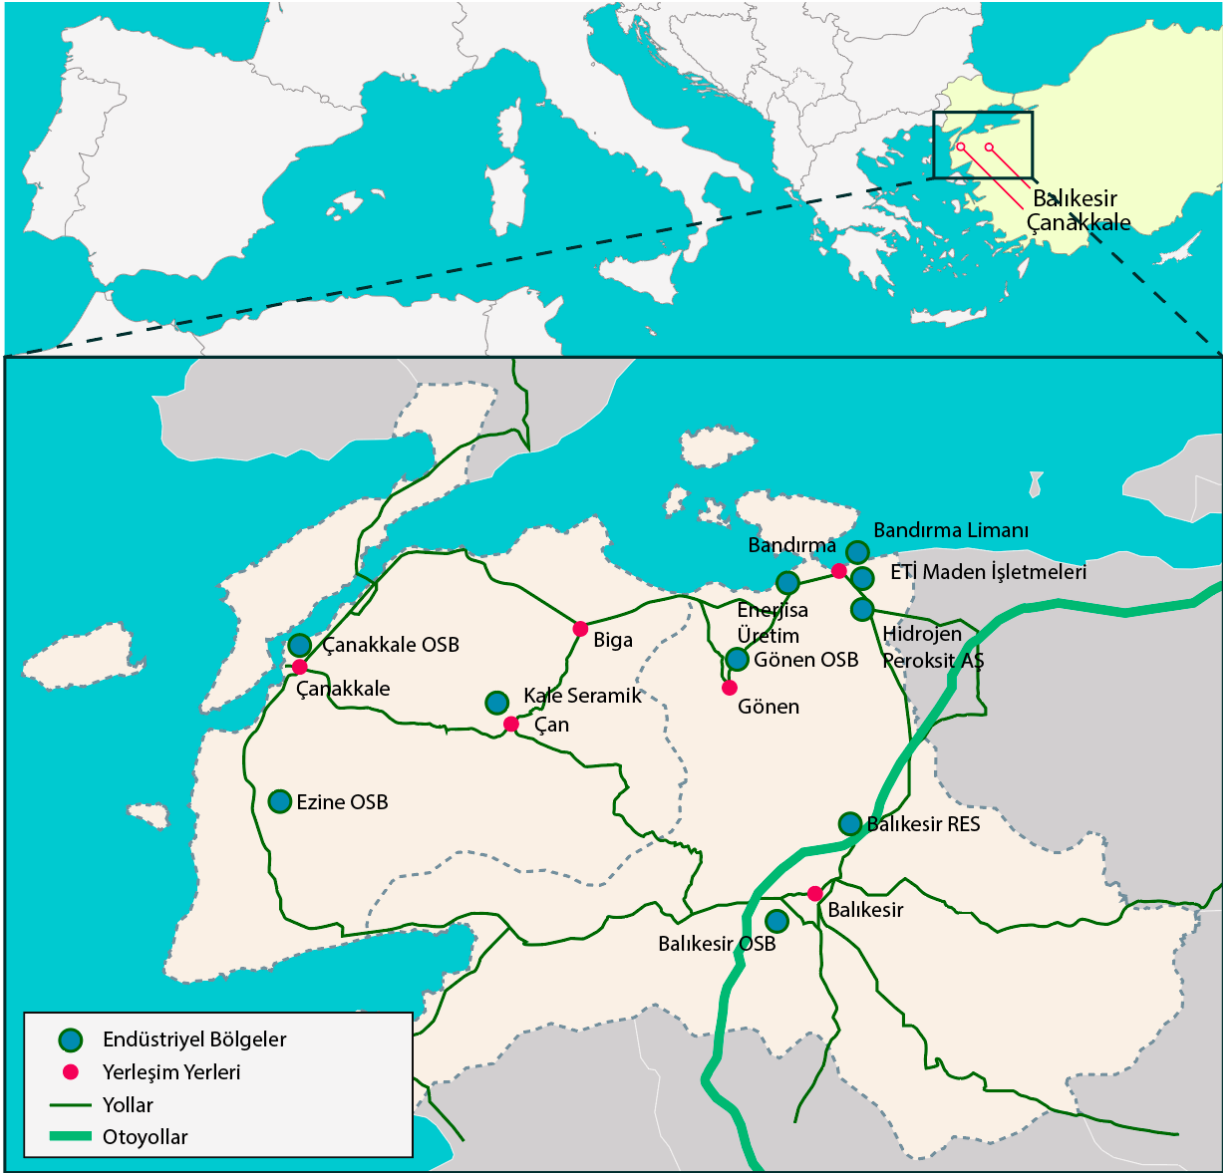 Balıkesir
Çanakkale
Bandırma Limanı
Bandırma
ETİ Maden İşletmeleri
Enerjisa
Üretim
Hidrojen
Peroksit AŞ
Biga
Çanakkale OSB
Gönen OSB
Çanakkale
Kale Seramik
Gönen
Çan
Ezine OSB
Balıkesir RES
Balıkesir
Balıkesir OSB
Endüstriyel Bölgeler
Yerleşim Yerleri
Yollar
Otoyollar